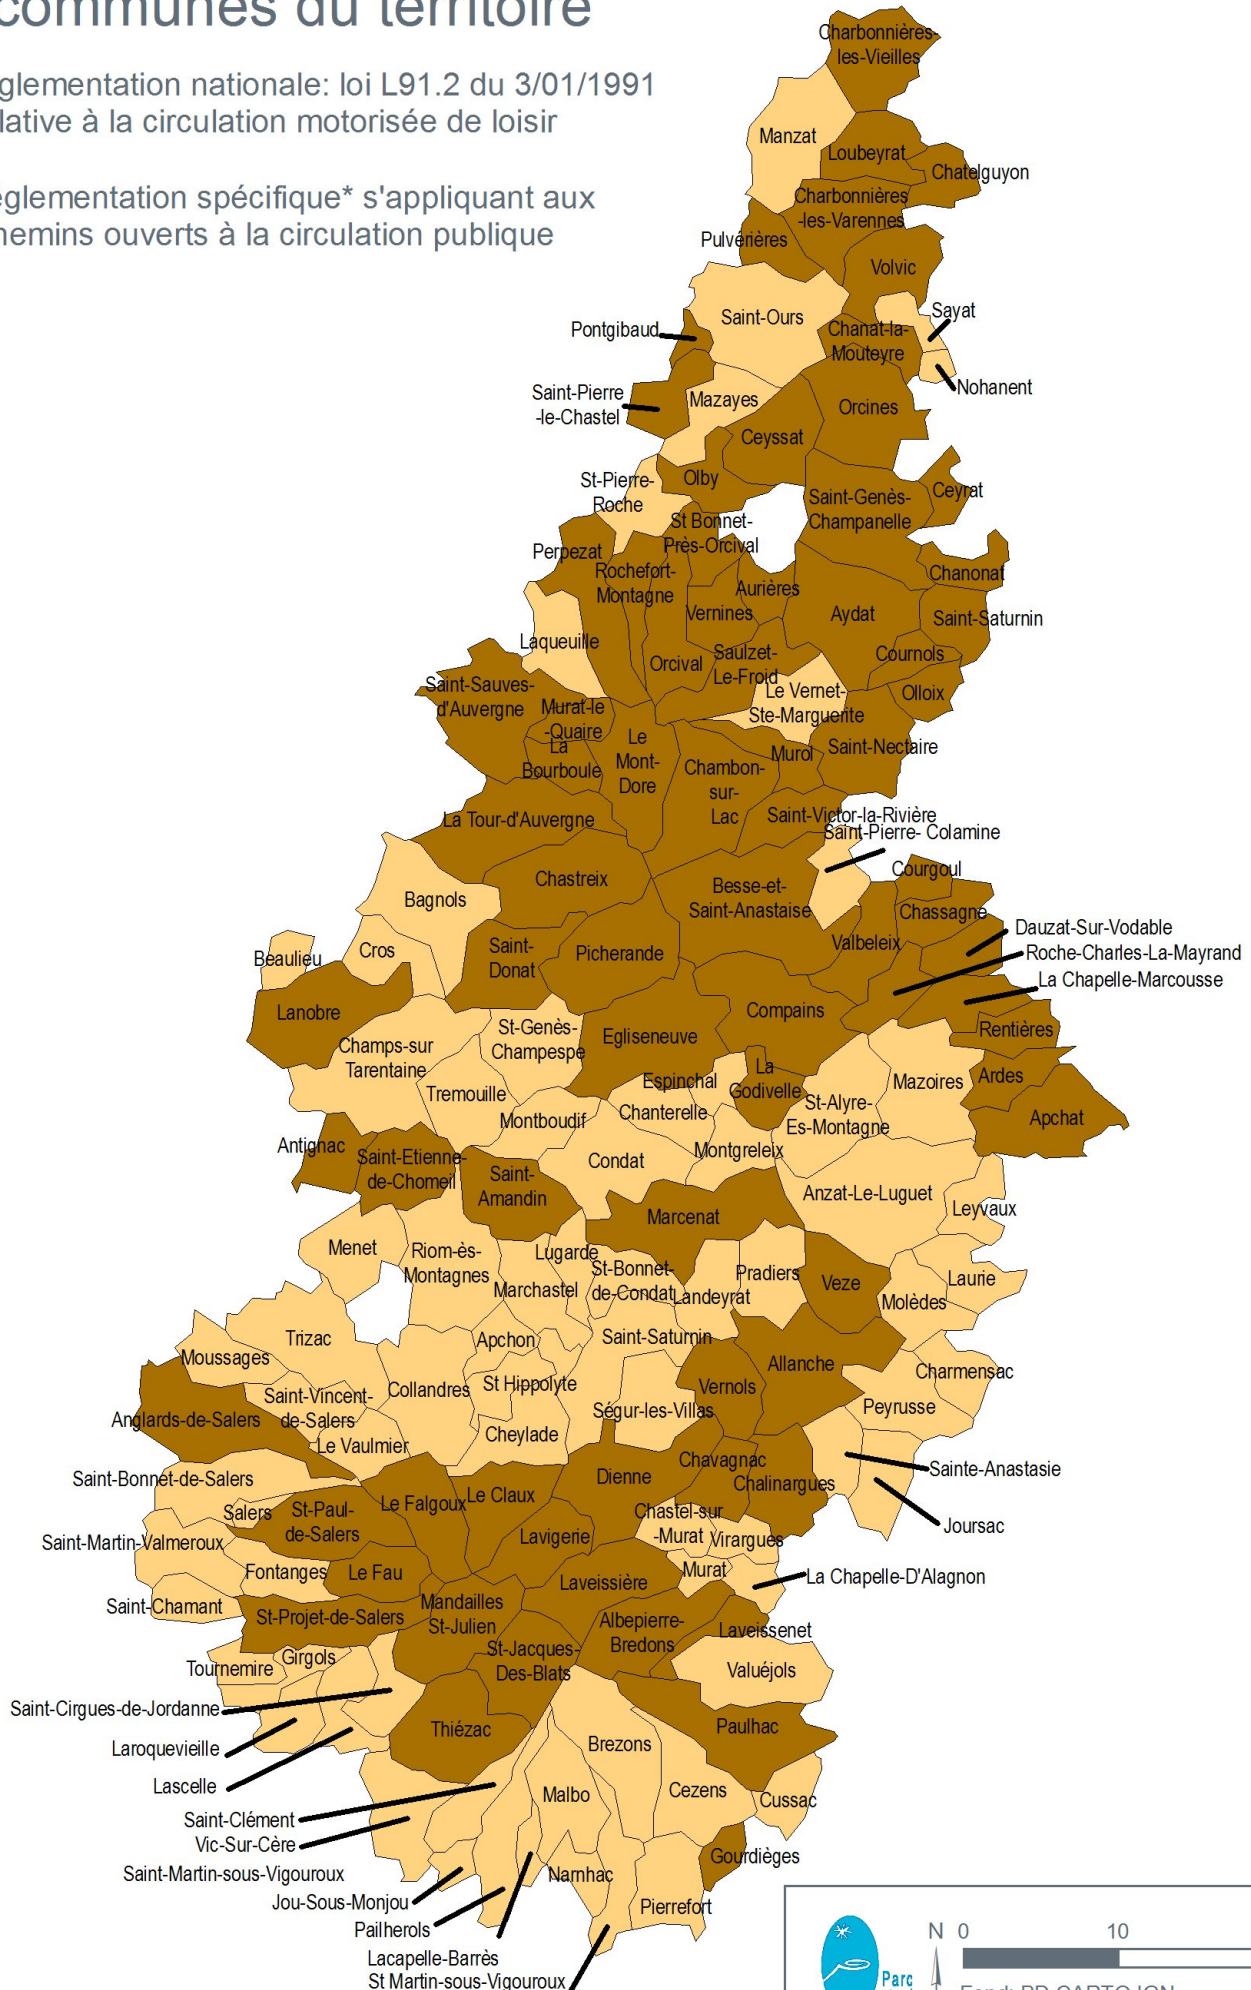 communes du territoire
glementation nationale: loi L91.2 du 3/01/1991
lative à la circulation motorisée de loisir
églementation spécifique* s'appliquant aux
hemins ouverts à la circulation publique
Charbonnières-
les-Vieilles
Manzat
Loubeyrat
Chatelguyon
Charbonnières
-les-Varennes
Pulvérières
Volvic
Saint-Ours
Sayat
Pontgibaud
Chanat-la-
Mouteyre
Nohanent
Saint-Pierre
-le-Chastel
Mazayes
Orcines
Ceyssat
Olby
St-Pierre-
Roche
Saint-Genès-
Champanelle
Ceyrat
St Bonnet-
Près-Orcival
Perpezat
Rochefort-
Montagne
Aurières
Chanonat
Vernines
Aydat
Saint-Saturnin
Laqueuille
Orcival
Saulzet-
Le-Froid
Cournols
Olloix
Saint-Sauves-
d'Auvergne
Murat-le
-Quaire
Le Vernet-
Ste-Marguerite
La
Bourboule
Le
Mont-
Dore
Murol
Saint-Nectaire
Chambon-
sur-
Lac
La Tour-d'Auvergne
Saint-Victor-la-Rivière
Saint-Pierre- Colamine
Courgoul
Chastreix
Besse-et-
Saint-Anastaise
Bagnols
Chassagne
Dauzat-Sur-Vodable
Valbeleix
Roche-Charles-La-Mayrand
Beaulieu
Cros
Saint-
Donat
Picherande
La Chapelle-Marcousse
Lanobre
Compains
St-Genès-
Champespe
Egliseneuve
Rentières
Champs-sur
Tarentaine
Espinchal
La
Godivelle
Mazoires
Ardes
Tremouille
Chanterelle
St-Alyre-
Es-Montagne
Apchat
Montboudif
Antignac
Saint-Etienne-
de-Chomeil
Montgreleix
Condat
Saint-
Amandin
Anzat-Le-Luguet
Leyvaux
Marcenat
Menet
Riom-ès-
Montagnes
Lugarde
Marchastel
St-Bonnet-
de-Condat
Landeyrat
Pradiers
Veze
Laurie
Molèdes
Trizac
Apchon
Saint-Saturnin
Moussages
Allanche
Charmensac
Collandres
St Hippolyte
Vernols
Saint-Vincent-
de-Salers
Anglards-de-Salers
Ségur-les-Villas
Peyrusse
Le Vaulmier
Cheylade
Saint-Bonnet-de-Salers
Dienne
Chavagnac
Chalinargues
Sainte-Anastasie
Salers
St-Paul-
de-Salers
Le Falgoux
Le Claux
Chastel-sur
-Murat
Virargues
Joursac
Saint-Martin-Valmeroux
Lavigerie
Fontanges
Le Fau
Laveissière
Murat
La Chapelle-D'Alagnon
Saint-Chamant
St-Projet-de-Salers
Mandailles
St-Julien
Albepierre-
Bredons
Laveissenet
Tournemire
Girgols
St-Jacques-
Des-Blats
Valuéjols
Saint-Cirgues-de-Jordanne
Thiézac
Paulhac
Laroquevieille
Brezons
Lascelle
Malbo
Cezens
Cussac
Saint-Clément
Vic-Sur-Cère
Gourdièges
Saint-Martin-sous-Vigouroux
Narnhac
Jou-Sous-Monjou
Pierrefort
Pailherols
Lacapelle-Barrès
St Martin-sous-Vigouroux
N 0 10
Parc